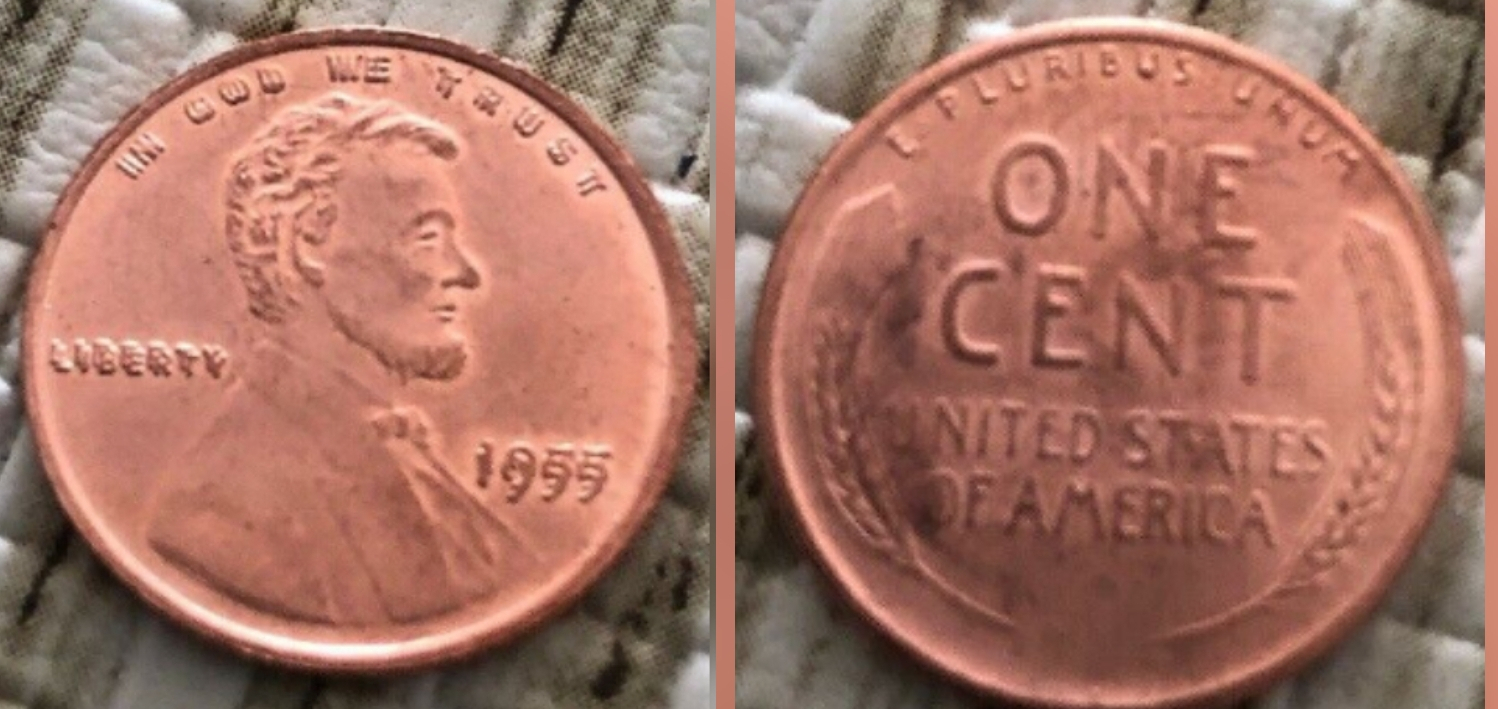 IN GOD WE TRUST
LIBERTY
1955
E PLURIBUS UNUM
ONE
CENT
UNITED STATES
OF AMERICA